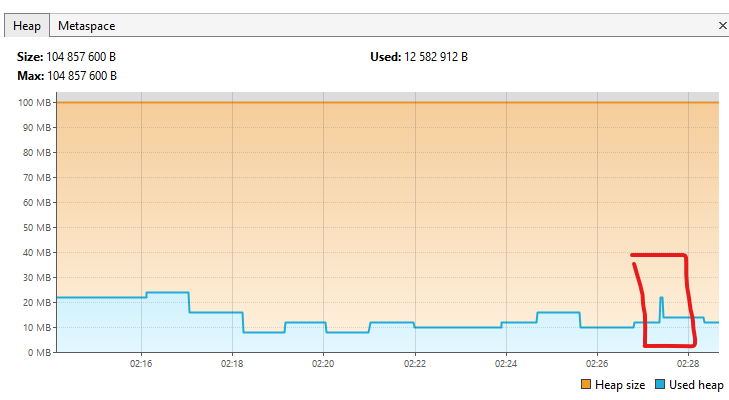 Heap Metaspace ×
Size: 104 857 600 B Used: 12 582 912 B
Max: 104 857 600 B
100 MB
90 MB
80 MB
70 MB
60 MB
50 MB
40 MB
30 MB
20 MB
10 MB
0 MB
02:16 02:18 02:20 02:22 02:24 02:26 02:28
Heap size Used heap